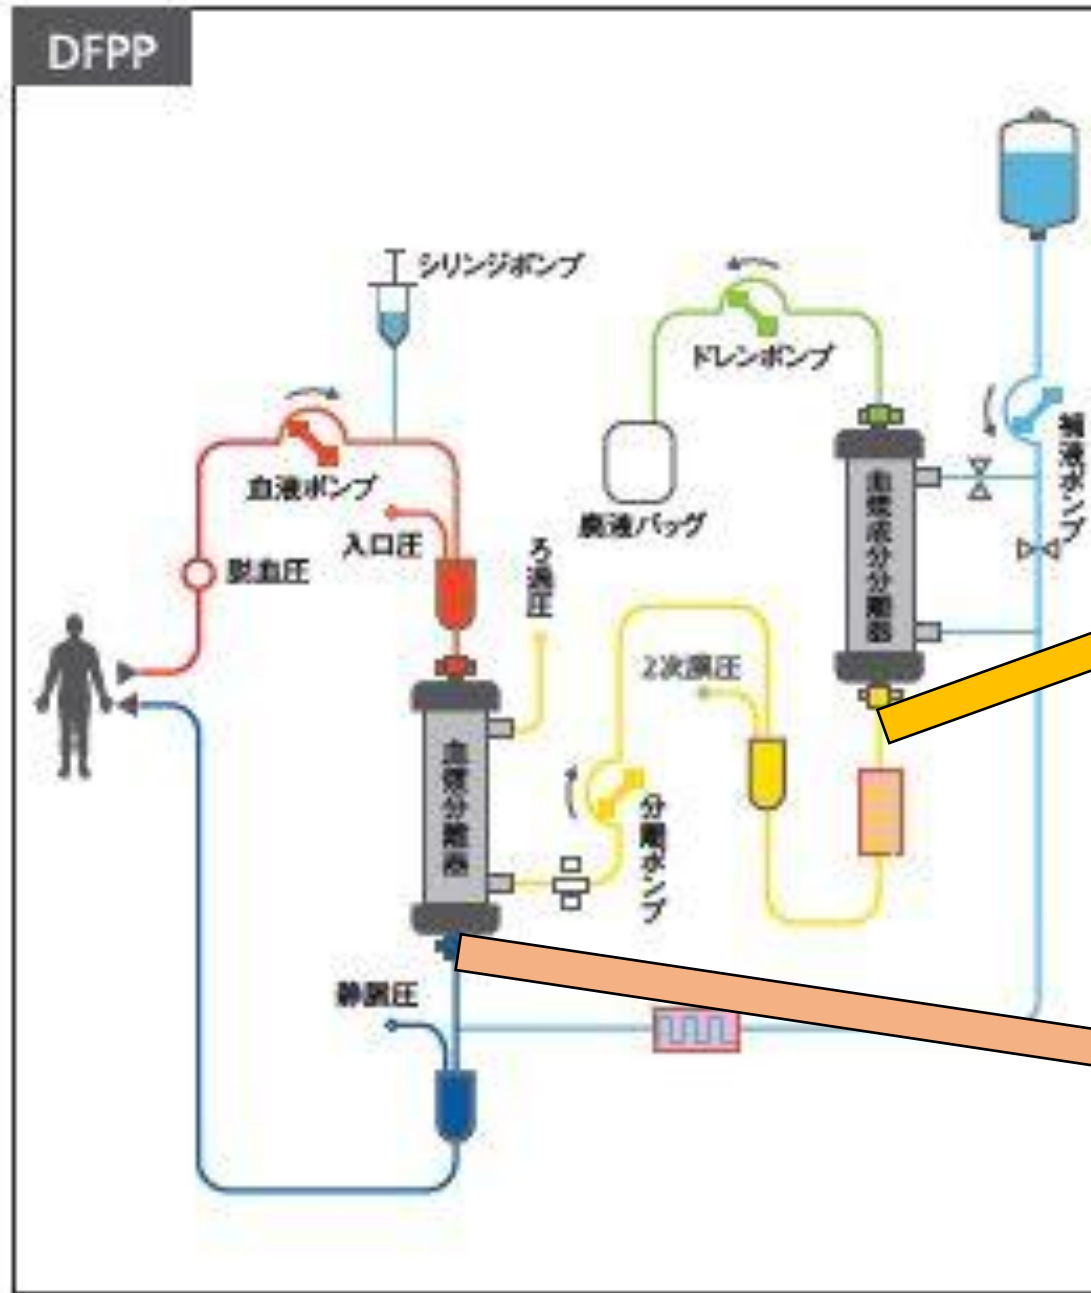 DFPP
シリンジポンプ
ドレンポンプ
血液ポンプ
入口圧
脱血圧
ろ過圧
廃液バッグ
補液ポンプ
血漿成分分離器
2次膜圧
血漿分離器
分離ポンプ
静脈圧